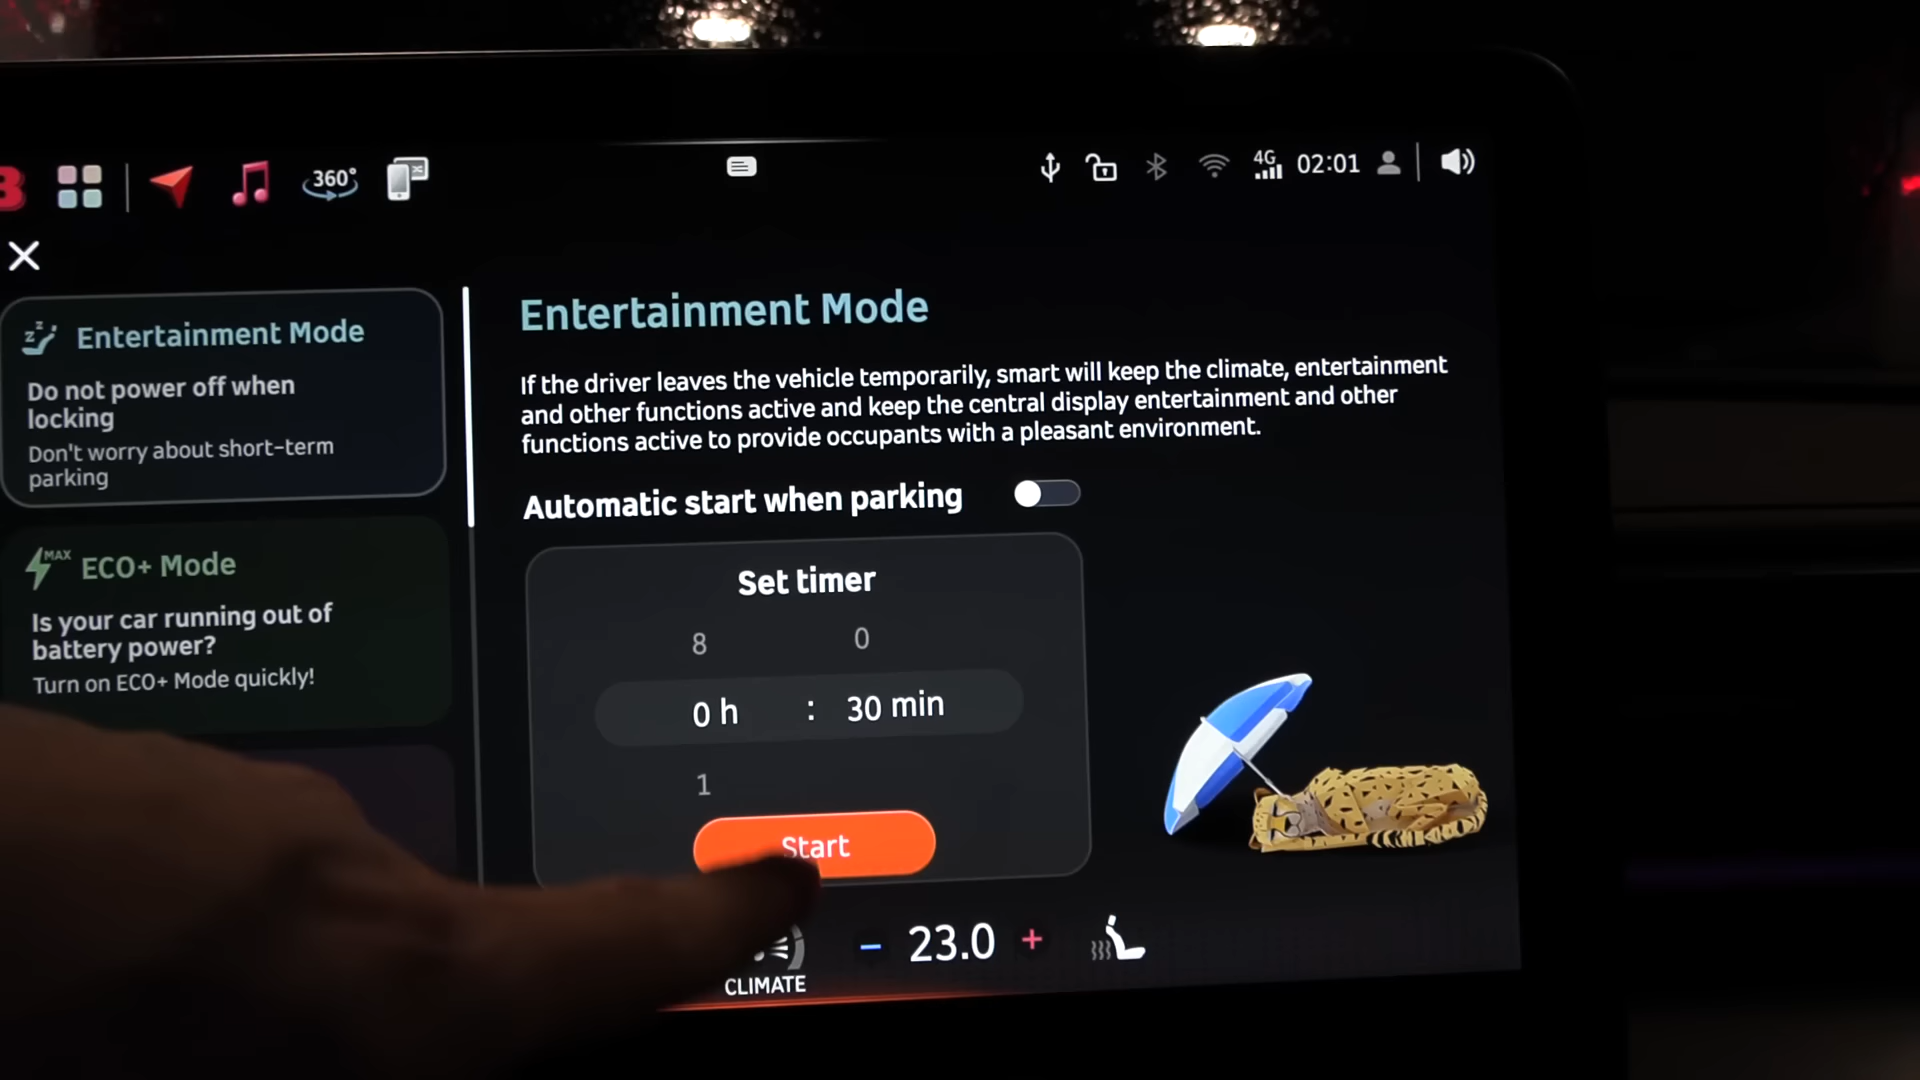 360°
4G
02:01
Entertainment Mode
Do not power off when
locking
Don't worry about short-term
parking
MAX
ECO+ Mode
Is your car running out of
battery power?
Turn on ECO+ Mode quickly!
Entertainment Mode
If the driver leaves the vehicle temporarily, smart will keep the climate, entertainment
and other functions active and keep the central display entertainment and other
functions active to provide occupants with a pleasant environment.
Automatic start when parking
Set timer
8 0
0 h : 30 min
1
Start
- 23.0 +
CLIMATE